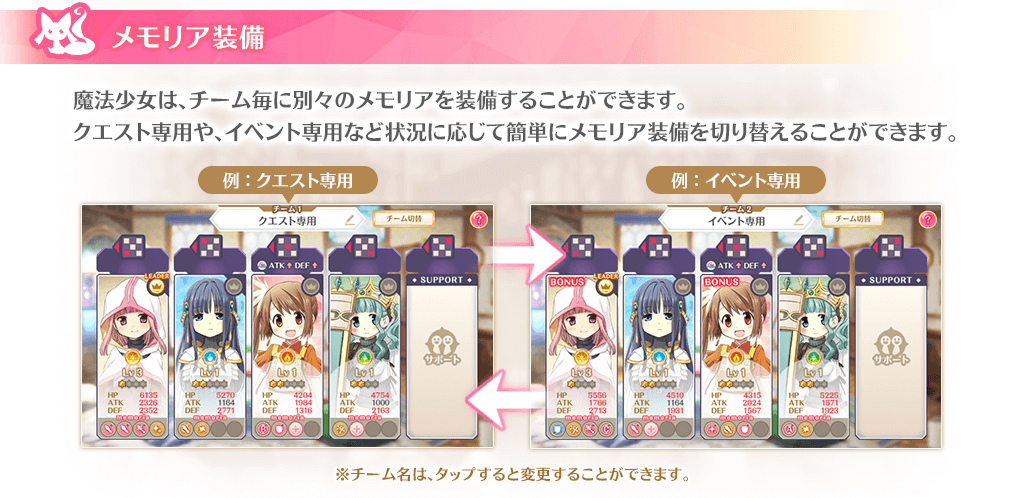 メモリア装備
魔法少女は、チーム毎に別々のメモリアを装備することができます。
クエスト専用や、イベント専用など状況に応じて簡単にメモリア装備を切り替えることができます。
例：クエスト専用
チーム1
クエスト専用
チーム切替
?
ATK DEF
LEADER
SUPPORT
サポート
Lv 3
HP 6135
ATK 2326
DEF 2352
memoria
Lv 1
HP 5270
ATK 1164
DEF 2771
memoria
Lv 1
HP 4204
ATK 1984
DEF 1316
memoria
Lv 1
HP 4754
ATK 1000
DEF 2163
memoria
例：イベント専用
チーム2
イベント専用
チーム切替
?
ATK DEF
BONUS
LEADER
BONUS
SUPPORT
サポート
Lv 3
HP 5556
ATK 1766
DEF 2713
memoria
Lv 1
HP 4510
ATK 1164
DEF 1931
memoria
Lv 1
HP 4315
ATK 2024
DEF 1567
memoria
Lv 1
HP 5225
ATK 1571
DEF 1923
memoria
※チーム名は、タップすると変更することができます。